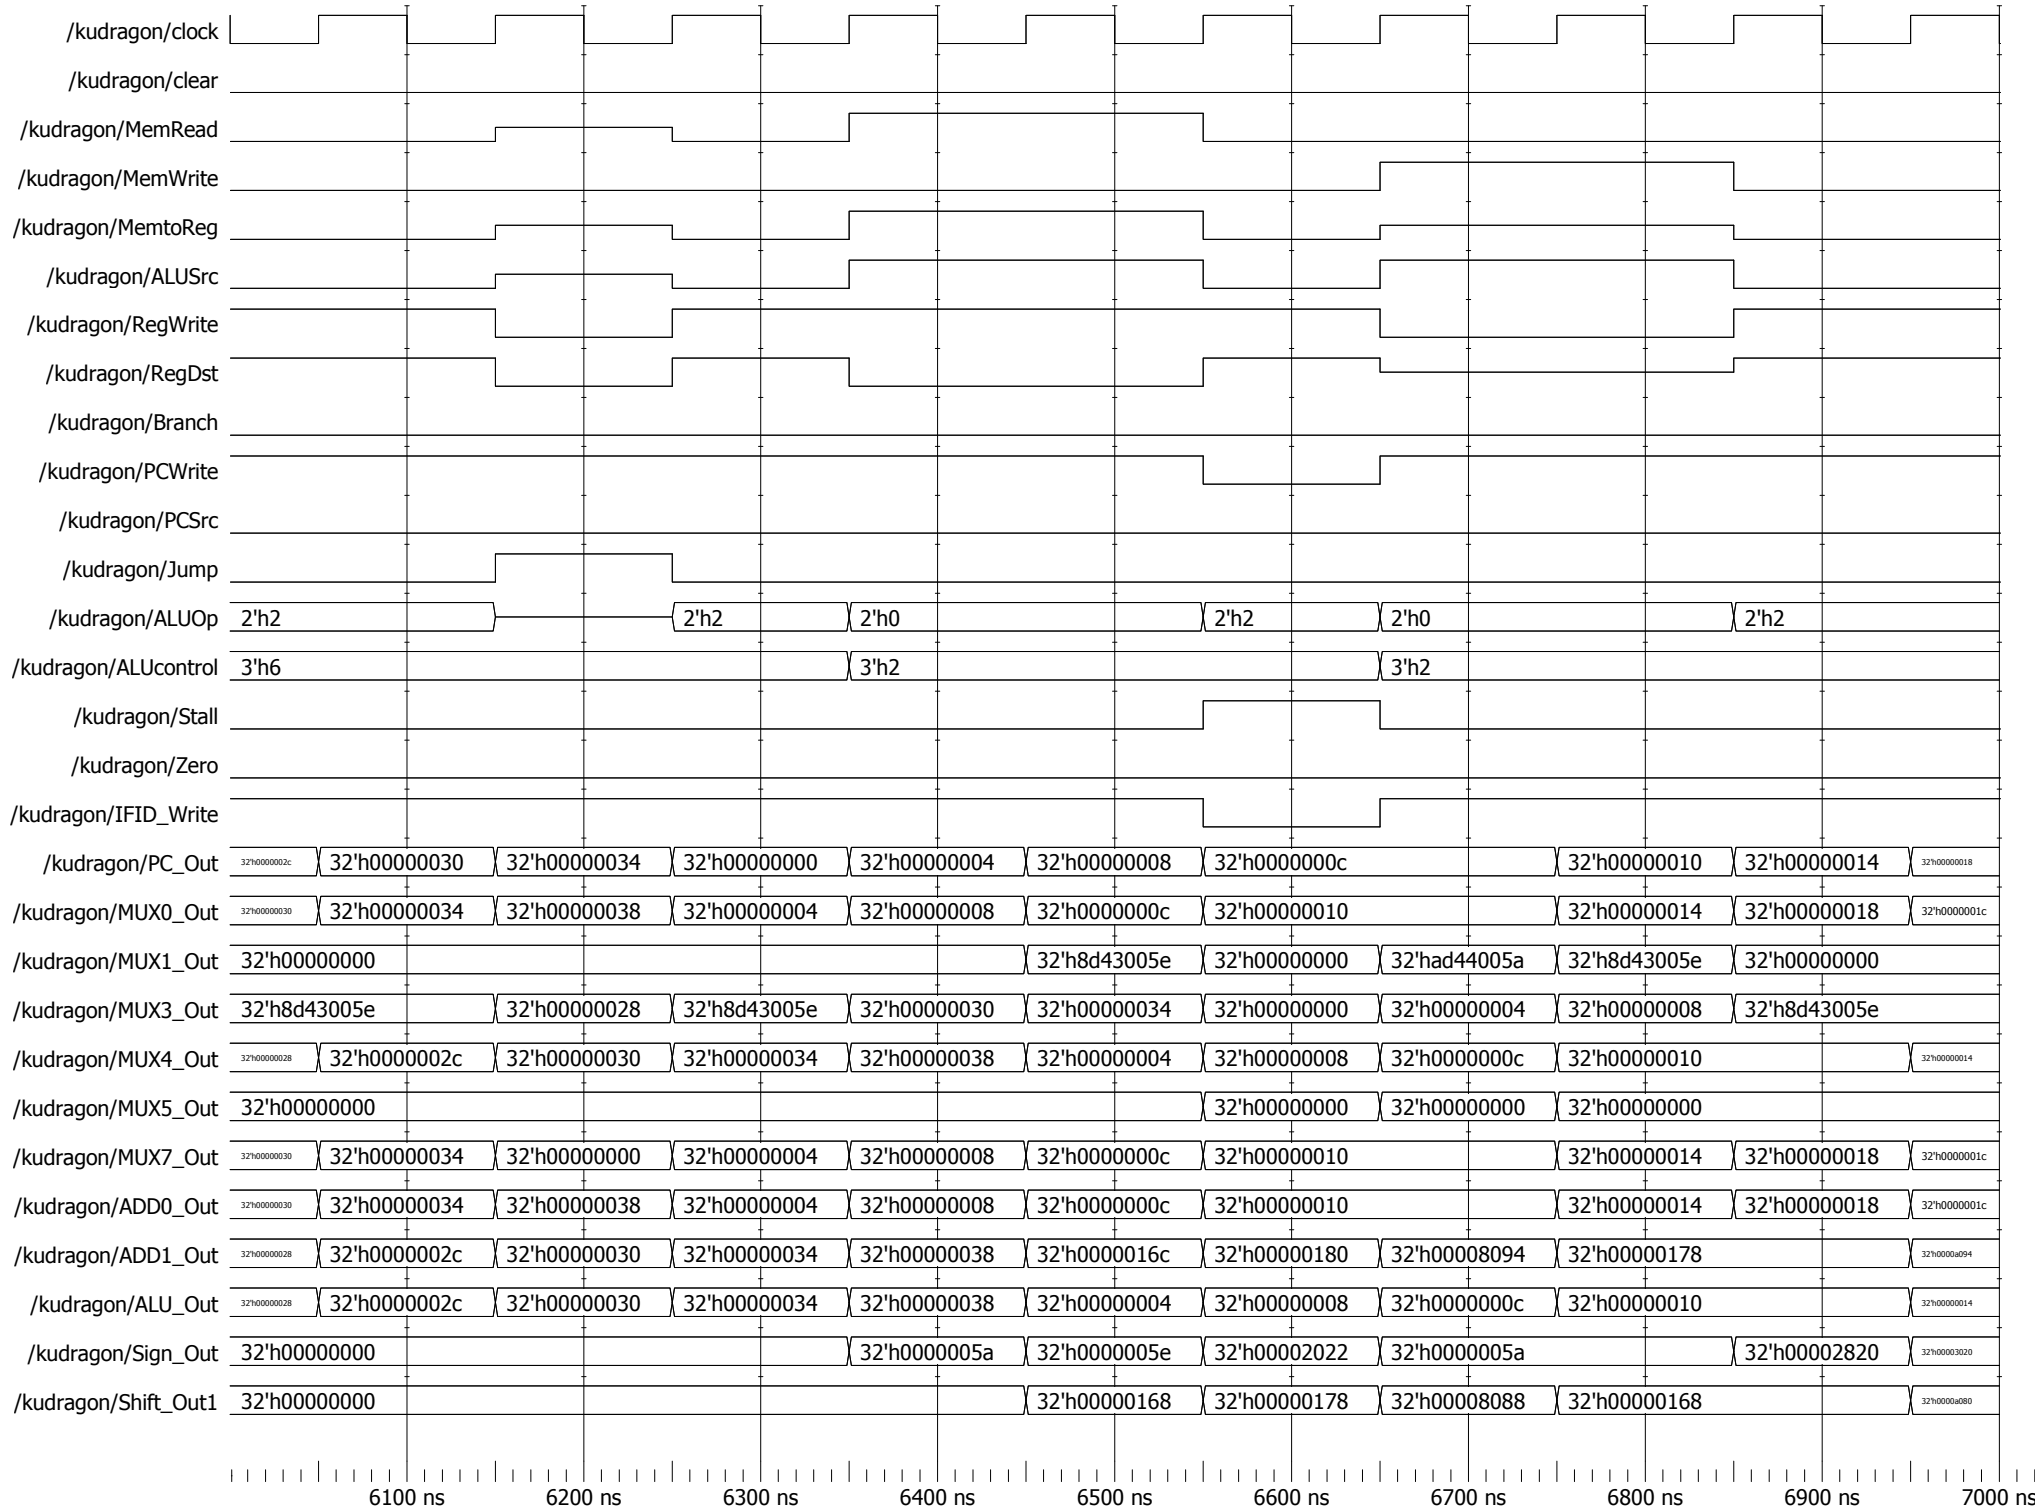 /kudragon/clock
/kudragon/clear
/kudragon/MemRead
/kudragon/MemWrite
/kudragon/MemtoReg
/kudragon/ALUSrc
/kudragon/RegWrite
/kudragon/RegDst
/kudragon/Branch
/kudragon/PCWrite
/kudragon/PCSrc
/kudragon/Jump
/kudragon/ALUOp 2'h2 2'h2 2'h0 2'h2 2'h0 2'h2
/kudragon/ALUcontrol 3'h6 3'h2 3'h2
/kudragon/Stall
/kudragon/Zero
/kudragon/IFID_Write
/kudragon/PC_Out 32'h0000002c 32'h00000030 32'h00000034 32'h00000000 32'h00000004 32'h00000008 32'h0000000c 32'h00000010 32'h00000014 32'h00000018
/kudragon/MUX0_Out 32'h00000030 32'h00000034 32'h00000038 32'h00000004 32'h00000008 32'h0000000c 32'h00000010 32'h00000014 32'h00000018 32'h0000001c
/kudragon/MUX1_Out 32'h00000000 32'h8d43005e 32'h00000000 32'had44005a 32'h8d43005e 32'h00000000
/kudragon/MUX3_Out 32'h8d43005e 32'h00000028 32'h8d43005e 32'h00000030 32'h00000034 32'h00000000 32'h00000004 32'h00000008 32'h8d43005e
/kudragon/MUX4_Out 32'h00000028 32'h0000002c 32'h00000030 32'h00000034 32'h00000038 32'h00000004 32'h00000008 32'h0000000c 32'h00000010 32'h00000014
/kudragon/MUX5_Out 32'h00000000 32'h00000000 32'h00000000 32'h00000000
/kudragon/MUX7_Out 32'h00000030 32'h00000034 32'h00000000 32'h00000004 32'h00000008 32'h0000000c 32'h00000010 32'h00000014 32'h00000018 32'h0000001c
/kudragon/ADD0_Out 32'h00000030 32'h00000034 32'h00000038 32'h00000004 32'h00000008 32'h0000000c 32'h00000010 32'h00000014 32'h00000018 32'h0000001c
/kudragon/ADD1_Out 32'h00000028 32'h0000002c 32'h00000030 32'h00000034 32'h00000038 32'h0000016c 32'h00000180 32'h00008094 32'h00000178 32'h0000a094
/kudragon/ALU_Out 32'h00000028 32'h0000002c 32'h00000030 32'h00000034 32'h00000038 32'h00000004 32'h00000008 32'h0000000c 32'h00000010 32'h00000014
/kudragon/Sign_Out 32'h00000000 32'h0000005a 32'h0000005e 32'h00002022 32'h0000005a 32'h00002820 32'h00003020
/kudragon/Shift_Out1 32'h00000000 32'h00000168 32'h00000178 32'h00008088 32'h00000168 32'h0000a080
6100 ns 6200 ns 6300 ns 6400 ns 6500 ns 6600 ns 6700 ns 6800 ns 6900 ns 7000 ns